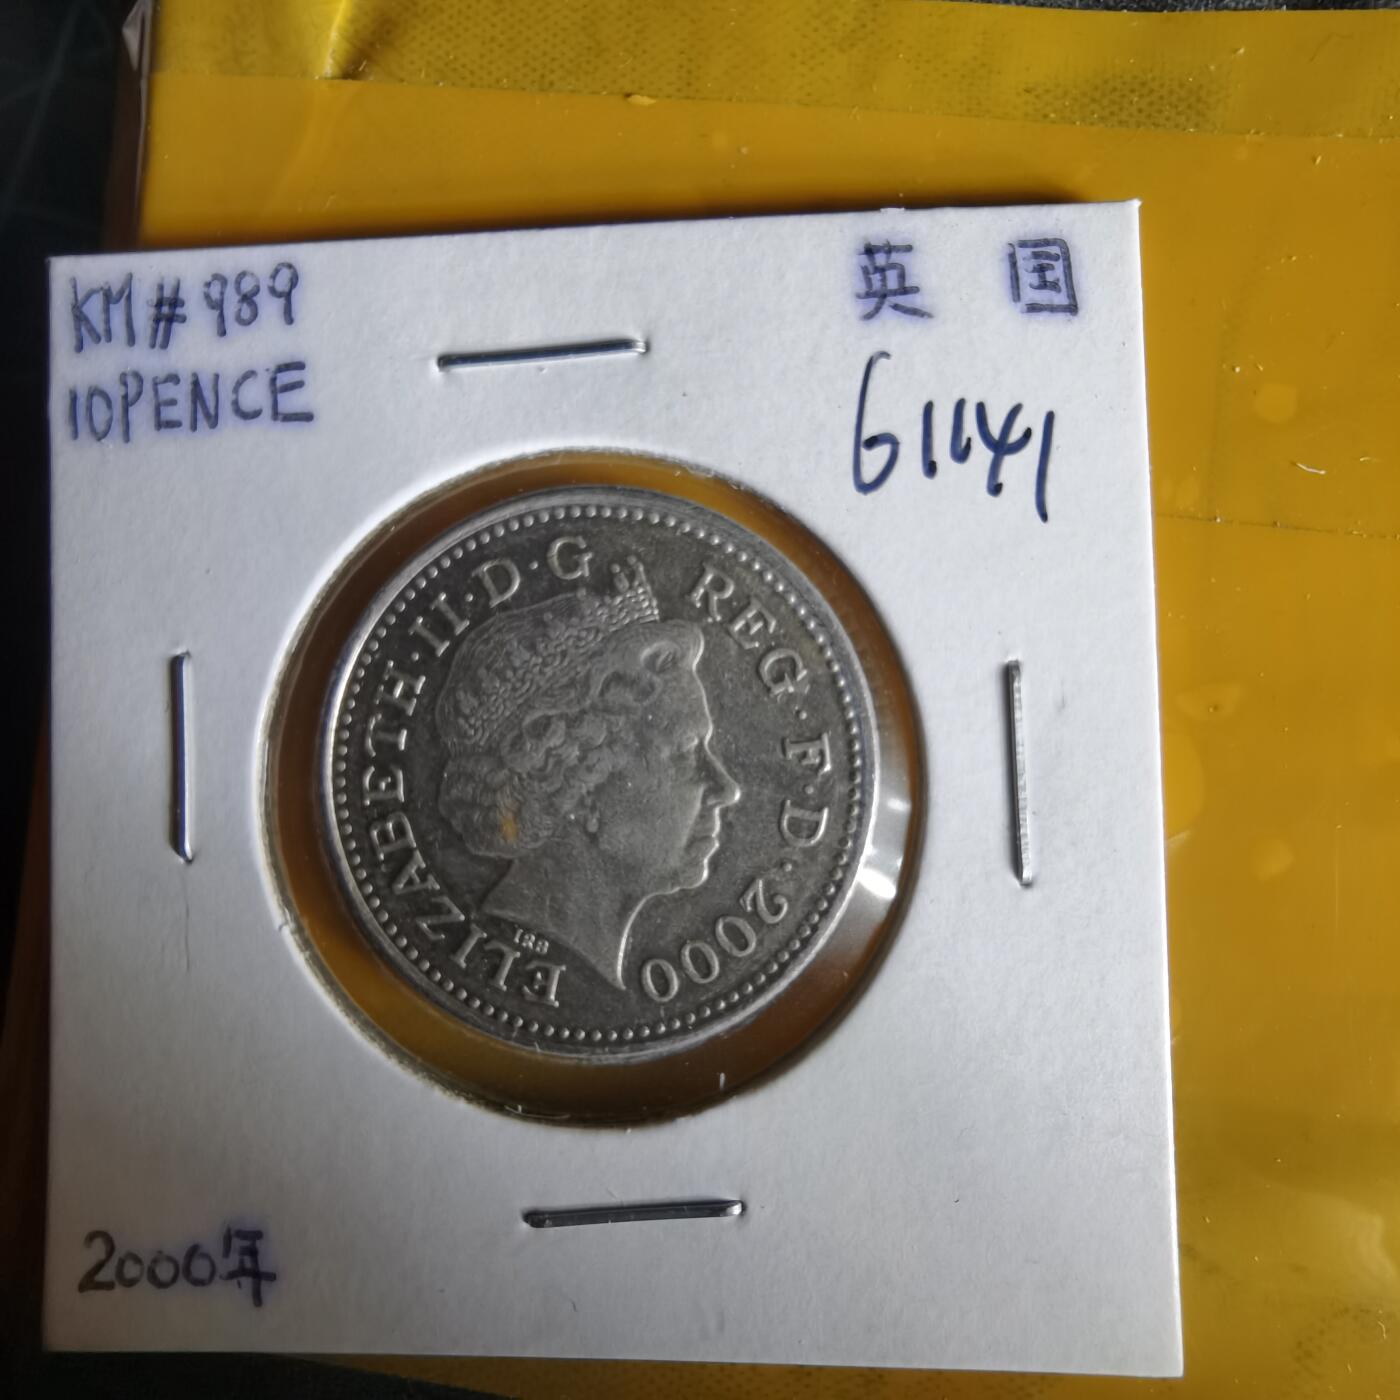 KM#989
10PENCE
英国
61141
ELIZABETH·II·D·G REG·F·D·2000
IRB
2000年